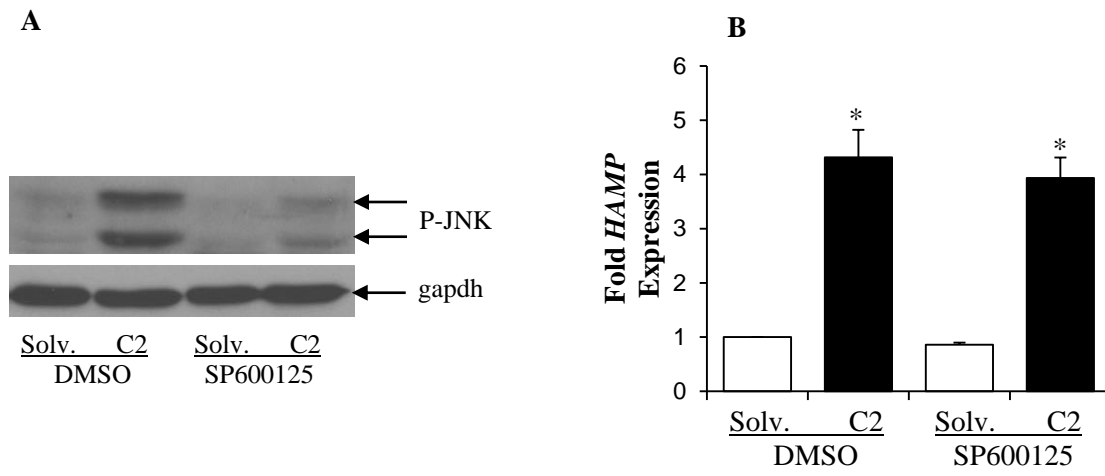 A
P-JNK
gapdh
Solv. C2 Solv. C2
DMSO SP600125
B
6
5
4
3
2
1
0
Fold HAMP
Expression
*
*
Solv. C2 Solv. C2
DMSO SP600125